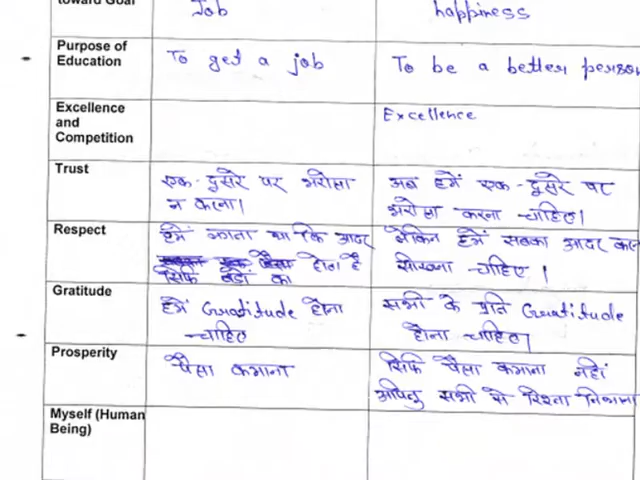 toward Goal
Job
happiness
Purpose of
Education
To get a job
To be a better person
Excellence
and
Competition
Excellence
Trust
एक-दुसरे पर भरोसा
न करना।
अब हमें एक-दुसरे पर
भरोसा करना चाहिए।
Respect
हमें लगता था कि आदर
होता है
सिर्फ बड़ों का
लेकिन हमें सबका आदर करना
सीखना चाहिए।
Gratitude
हमें Gratitude होना
चाहिए
सभी के प्रति Gratitude
होना चाहिए।
Prosperity
पैसा कमाना
सिर्फ पैसा कमाना नहीं
अपितु सभी से रिश्ता निभाना
Myself (Human
Being)